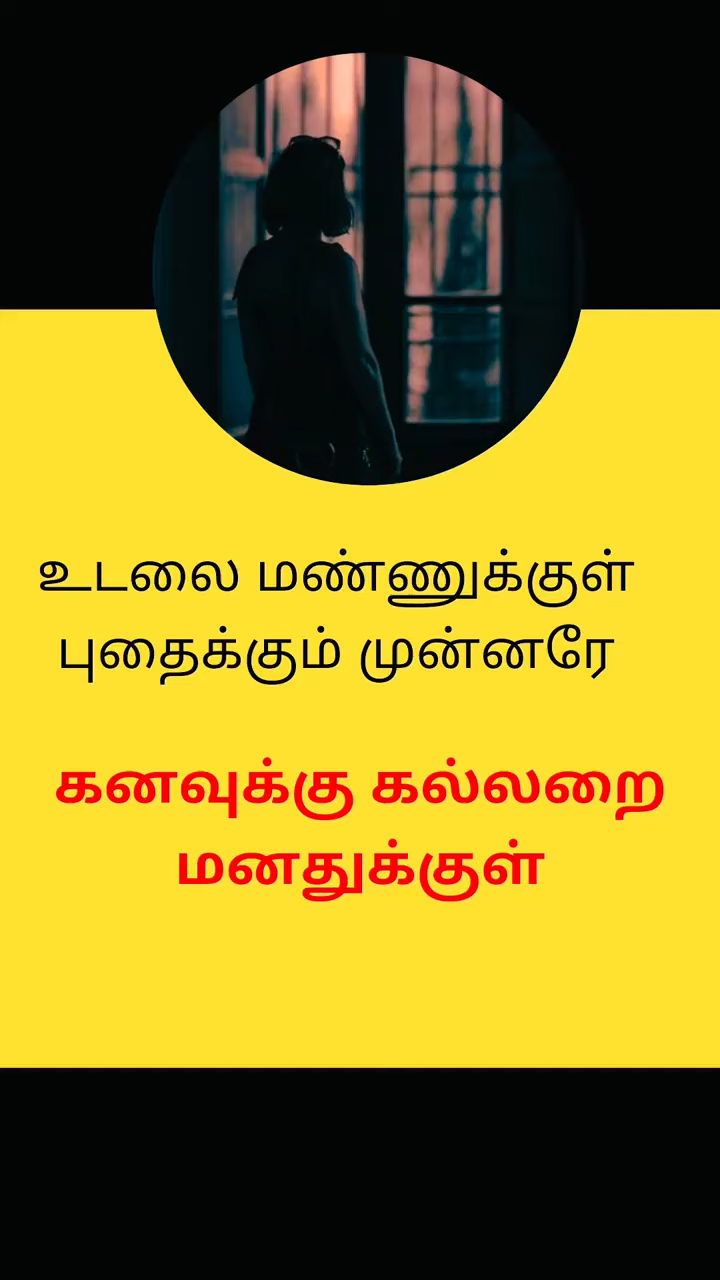 உடலை மண்ணுக்குள்
புதைக்கும் முன்னரே
கனவுக்கு கல்லறை
மனதுக்குள்